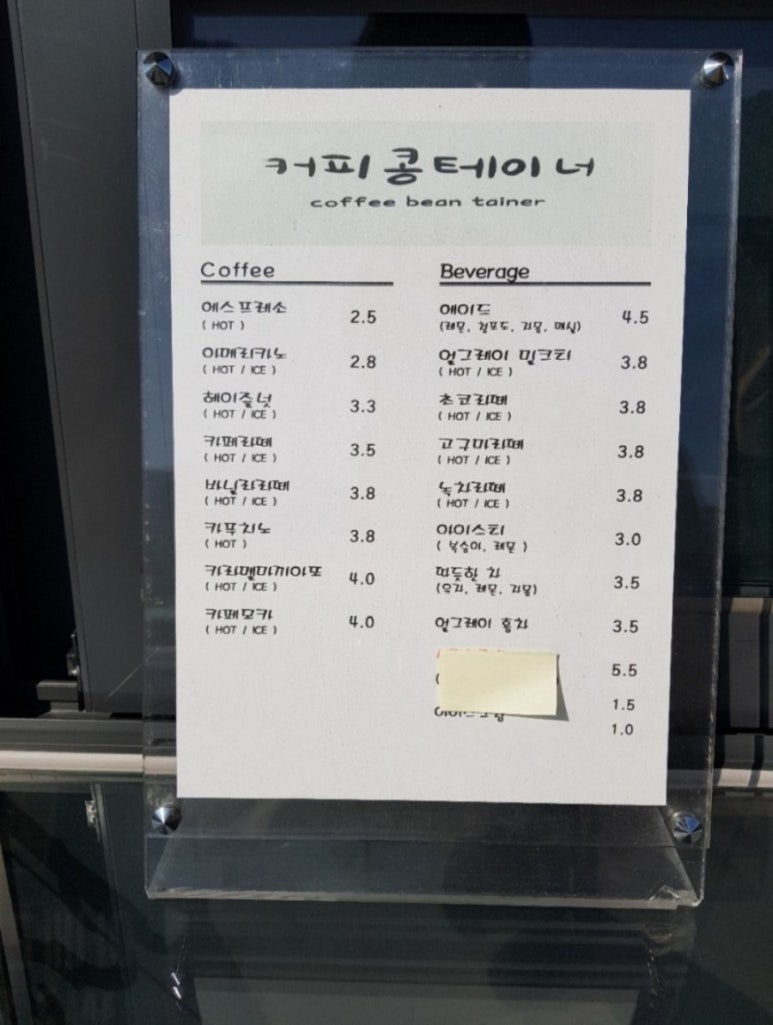 커피콩테이너
coffee bean tainer
Coffee
에스프레소 2.5
( HOT )
아메리카노 2.8
( HOT / ICE )
헤이즐넛 3.3
( HOT / ICE )
카페라떼 3.5
( HOT / ICE )
바닐라라떼 3.8
( HOT / ICE )
카푸치노 3.8
( HOT )
카라멜마끼아또 4.0
( HOT / ICE )
카페모카 4.0
( HOT / ICE )
Beverage
에이드 4.5
(레몬, 청포도, 자몽, 매실)
얼그레이 밀크티 3.8
( HOT / ICE )
초코라떼 3.8
( HOT / ICE )
고구마라떼 3.8
( HOT / ICE )
녹차라떼 3.8
( HOT / ICE )
아이스티 3.0
( 복숭아, 레몬 )
따뜻한 차 3.5
(유자, 레몬, 자몽)
얼그레이 홍차 3.5
5.5
1.5
1.0